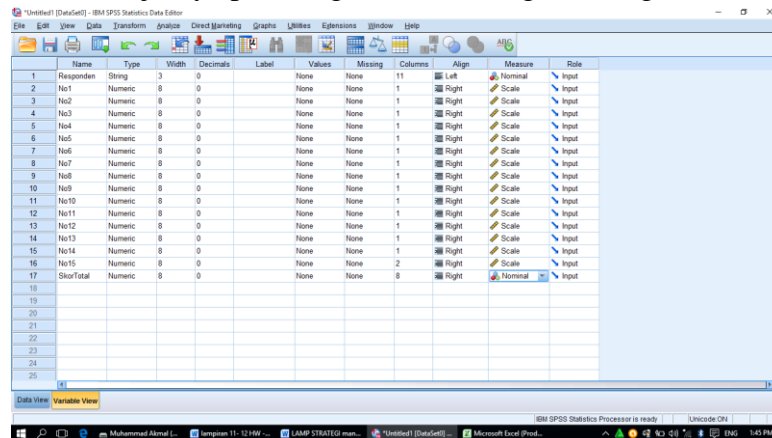 *Untitled1 [DataSet0] - IBM SPSS Statistics Data Editor
File Edit View Data Transform Analyze Direct Marketing Graphs Utilities Extensions Window Help
Name Type Width Decimals Label Values Missing Columns Align Measure Role
1 Responden String 3 0 None None 11 Left Nominal Input
2 No1 Numeric 8 0 None None 1 Right Scale Input
3 No2 Numeric 8 0 None None 1 Right Scale Input
4 No3 Numeric 8 0 None None 1 Right Scale Input
5 No4 Numeric 8 0 None None 1 Right Scale Input
6 No5 Numeric 8 0 None None 1 Right Scale Input
7 No6 Numeric 8 0 None None 1 Right Scale Input
8 No7 Numeric 8 0 None None 1 Right Scale Input
9 No8 Numeric 8 0 None None 1 Right Scale Input
10 No9 Numeric 8 0 None None 1 Right Scale Input
11 No10 Numeric 8 0 None None 1 Right Scale Input
12 No11 Numeric 8 0 None None 1 Right Scale Input
13 No12 Numeric 8 0 None None 1 Right Scale Input
14 No13 Numeric 8 0 None None 1 Right Scale Input
15 No14 Numeric 8 0 None None 1 Right Scale Input
16 No15 Numeric 8 0 None None 2 Right Scale Input
17 SkorTotal Numeric 8 0 None None 8 Right Nominal Input
18
19
20
21
22
23
24
25
Data View Variable View
IBM SPSS Statistics Processor is ready Unicode:ON
Muhammad Akmal (... lampiran 11- 12 HW -... LAMP STRATEGI man... *Untitled1 [DataSet0] ... Microsoft Excel (Prod... ENG 1:45 PM